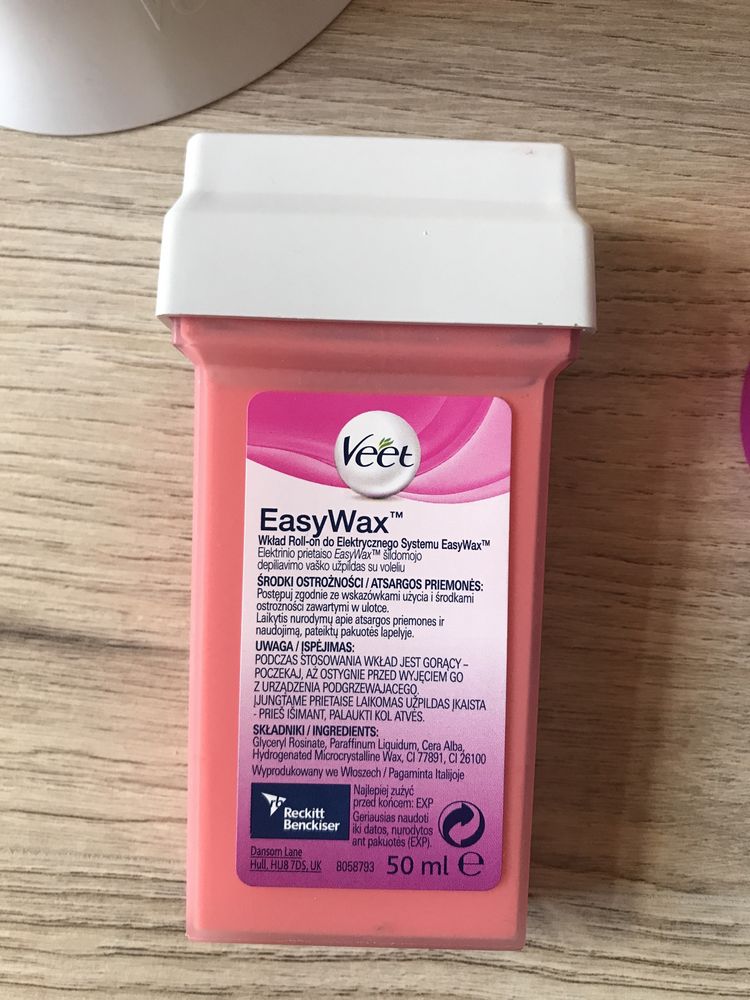 Veet
EasyWax™
Wkład Roll-on do Elektrycznego Systemu EasyWax™
Elektrinio prietaiso EasyWax™ šildomojo
depiliavimo vaško užpildas su voleliu
ŚRODKI OSTROŻNOŚCI / ATSARGOS PRIEMONĖS:
Postępuj zgodnie ze wskazówkami użycia i środkami
ostrożności zawartymi w ulotce.
Laikytis nurodymų apie atsargos priemones ir
naudojimą, pateiktų pakuotės lapelyje.
UWAGA / ĮSPĖJIMAS:
PODCZAS STOSOWANIA WKŁAD JEST GORĄCY –
POCZEKAJ, AŻ OSTYGNIE PRZED WYJĘCIEM GO
Z URZĄDZENIA PODGRZEWAJĄCEGO.
ĮJUNGTAME PRIETAISE LAIKOMAS UŽPILDAS ĮKAISTA
- PRIEŠ IŠIMANT, PALAUKTI KOL ATVĖS.
SKŁADNIKI / INGREDIENTS:
Glyceryl Rosinate, Paraffinum Liquidum, Cera Alba,
Hydrogenated Microcrystalline Wax, CI 77891, CI 26100
Wyprodukowany we Włoszech / Pagaminta Italijoje
Reckitt
Benckiser
Najlepiej zużyć
przed końcem: EXP
Geriausias naudoti
iki datos, nurodytos
ant pakuotės (EXP).
Dansom Lane
Hull, HU8 7DS, UK
8058793
50 ml e